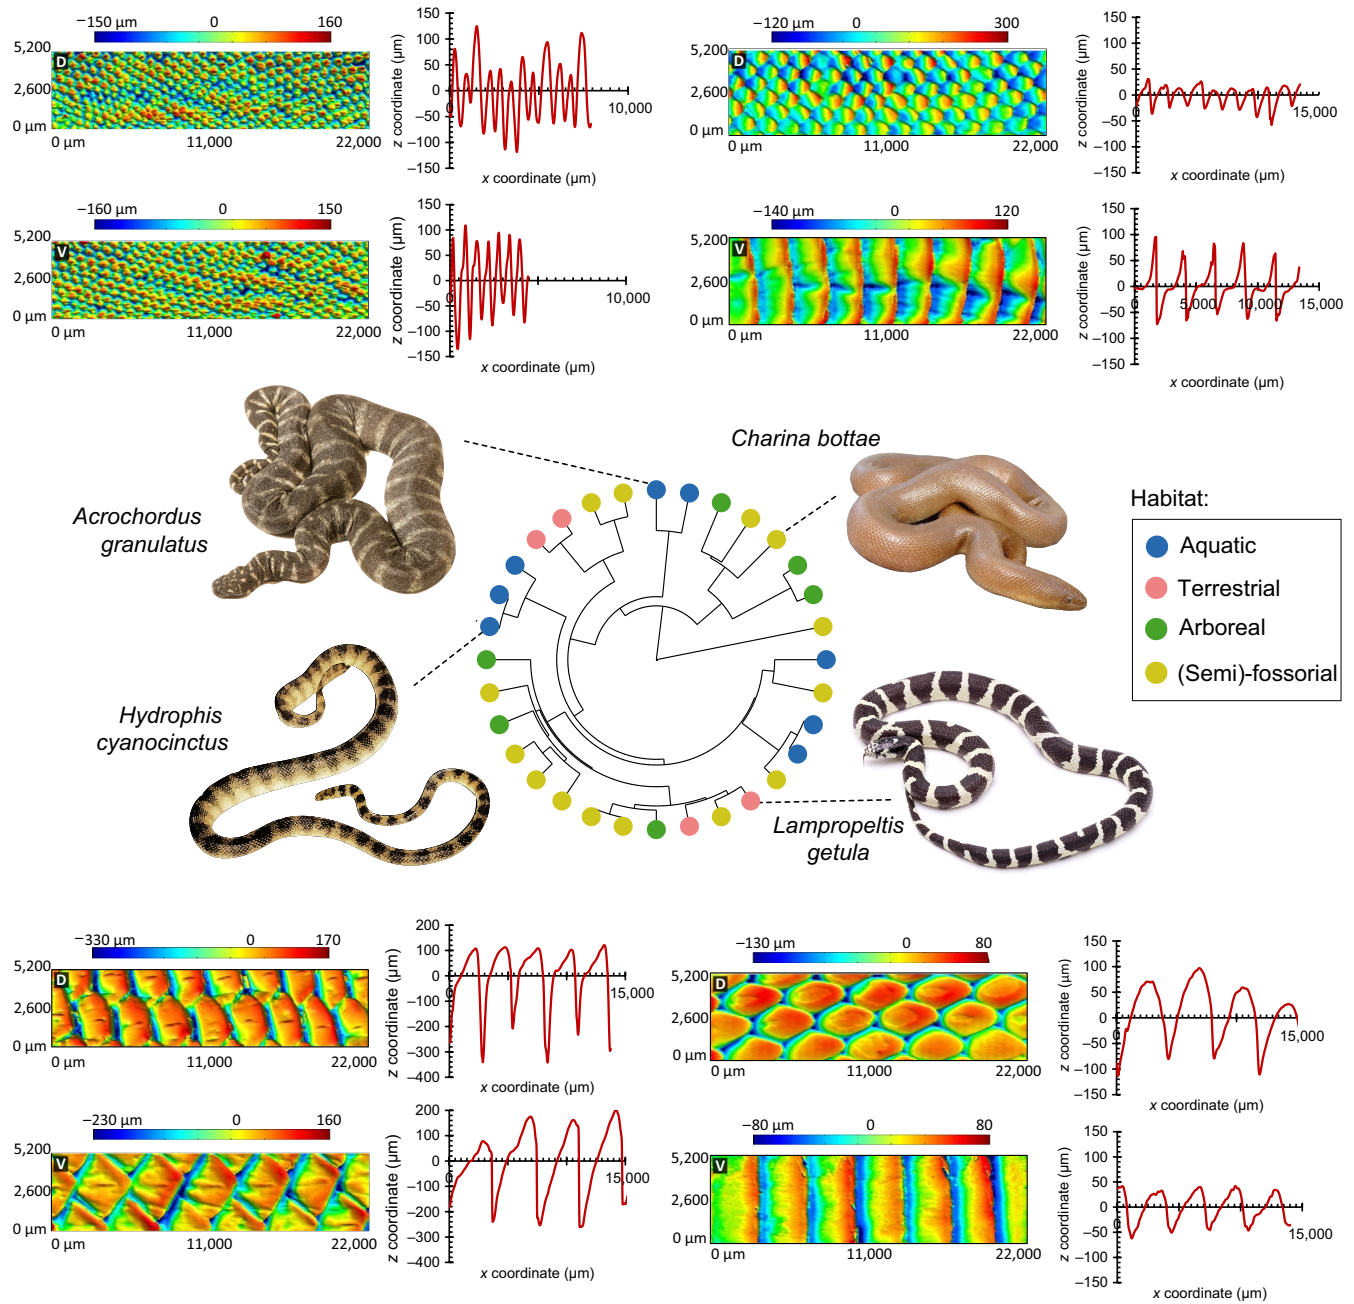 −150 µm 0 160
5,200
D
2,600
0 µm
0 µm 11,000 22,000
150
100
50
0
–50
–100
–150
z coordinate (µm)
0 10,000
x coordinate (µm)
−120 µm 0 300
5,200
D
2,600
0 µm
0 µm 11,000 22,000
150
100
50
0
–50
–100
–150
z coordinate (µm)
0 15,000
x coordinate (µm)
−160 µm 0 150
5,200
V
2,600
0 µm
0 µm 11,000 22,000
150
100
50
0
–50
–100
–150
z coordinate (µm)
0 10,000
x coordinate (µm)
−140 µm 0 120
5,200
V
2,600
0 µm
0 µm 11,000 22,000
150
100
50
0
–50
–100
–150
z coordinate (µm)
0 5,000 10,000 15,000
x coordinate (µm)
Acrochordus
granulatus
Charina bottae
Habitat:
Aquatic
Terrestrial
Arboreal
(Semi)-fossorial
Hydrophis
cyanocinctus
Lampropeltis
getula
−330 µm 0 170
5,200
D
2,600
0 µm
0 µm 11,000 22,000
200
100
0
–100
–200
–300
–400
z coordinate (µm)
0 15,000
x coordinate (µm)
−130 µm 0 80
5,200
D
2,600
0 µm
0 µm 11,000 22,000
150
100
50
0
–50
–100
–150
z coordinate (µm)
0 15,000
x coordinate (µm)
−230 µm 0 160
5,200
V
2,600
0 µm
0 µm 11,000 22,000
200
100
0
–100
–200
–300
–400
z coordinate (µm)
0 15,000
x coordinate (µm)
−80 µm 0 80
5,200
V
2,600
0 µm
0 µm 11,000 22,000
150
100
50
0
–50
–100
–150
z coordinate (µm)
0 15,000
x coordinate (µm)